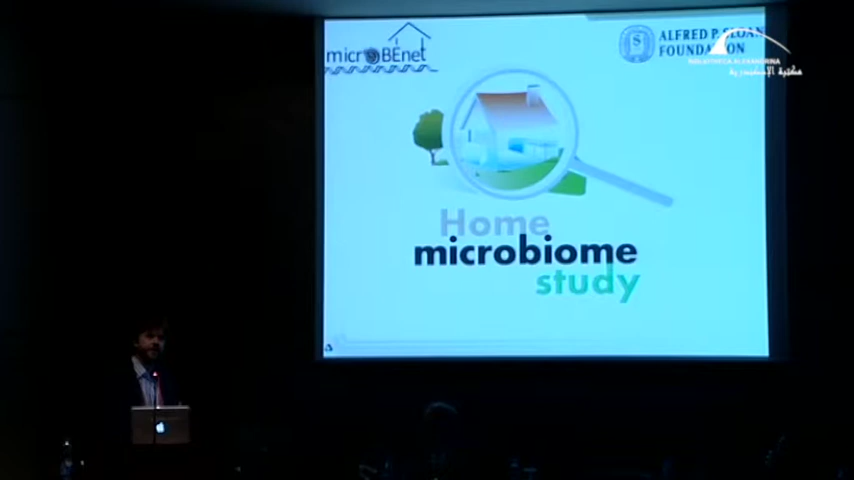 microBEnet
ALFRED P. SLOAN
FOUNDATION
BIBLIOTHECA ALEXANDRINA
مكتبة الإسكندرية
Home
microbiome
study